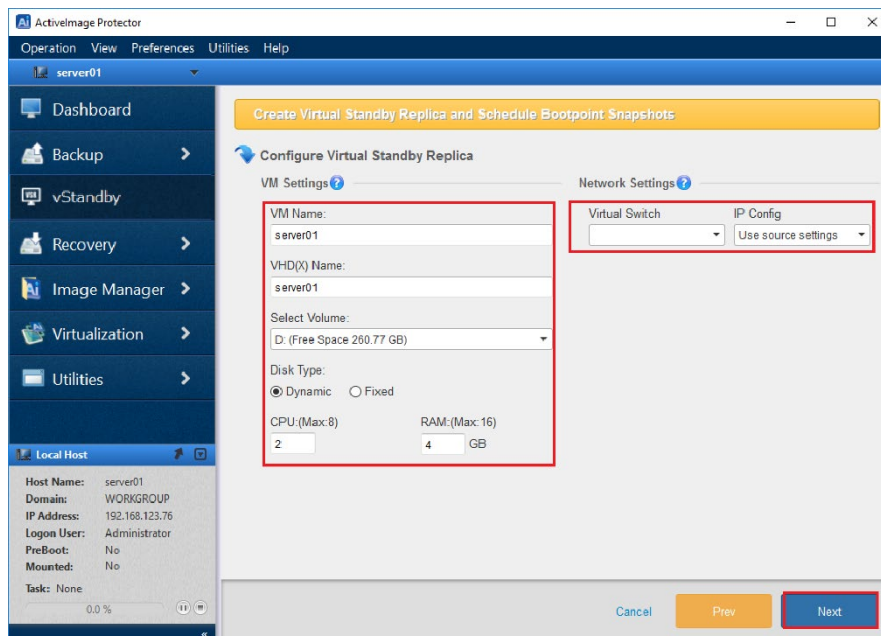 ActiveImage Protector
Operation View Preferences Utilities Help
server01
Dashboard
Backup
vStandby
Recovery
Image Manager
Virtualization
Utilities
Local Host
Host Name: server01
Domain: WORKGROUP
IP Address: 192.168.123.76
Logon User: Administrator
PreBoot: No
Mounted: No
Task: None
0.0 %
Create Virtual Standby Replica and Schedule Bootpoint Snapshots
Configure Virtual Standby Replica
VM Settings
VM Name:
server01
VHD(X) Name:
server01
Select Volume:
D: (Free Space 260.77 GB)
Disk Type:
Dynamic Fixed
CPU:(Max:8) RAM:(Max:16)
2 4 GB
Network Settings
Virtual Switch IP Config
Use source settings
Cancel Prev Next